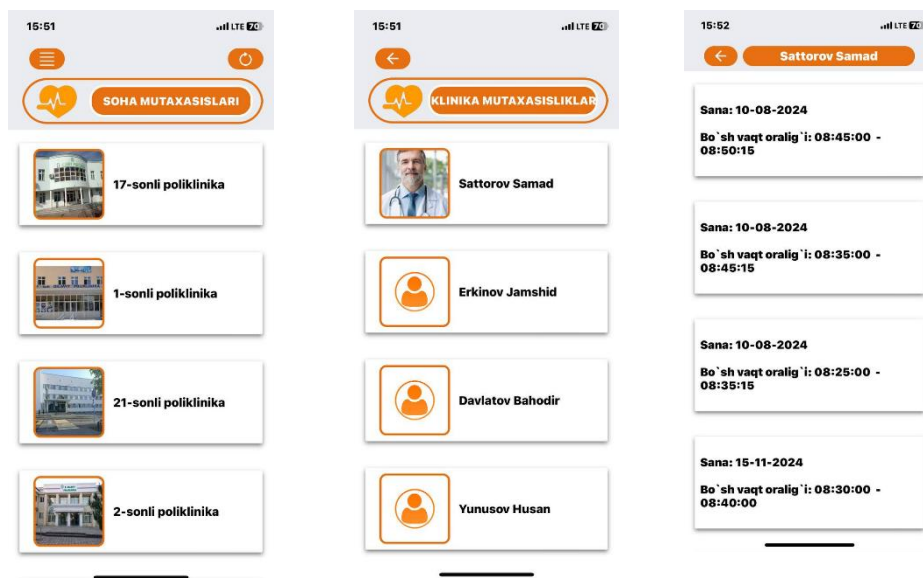 15:51
LTE 70
SOHA MUTAXASISLARI
17-sonli poliklinika
1-sonli poliklinika
21-sonli poliklinika
2-sonli poliklinika
15:51
LTE 70
KLINIKA MUTAXASISLIKLAR
Sattorov Samad
Erkinov Jamshid
Davlatov Bahodir
Yunusov Husan
15:52
LTE 70
Sattorov Samad
Sana: 10-08-2024
Bo`sh vaqt oralig`i: 08:45:00 -
08:50:15
Sana: 10-08-2024
Bo`sh vaqt oralig`i: 08:35:00 -
08:45:15
Sana: 10-08-2024
Bo`sh vaqt oralig`i: 08:25:00 -
08:35:15
Sana: 15-11-2024
Bo`sh vaqt oralig`i: 08:30:00 -
08:40:00